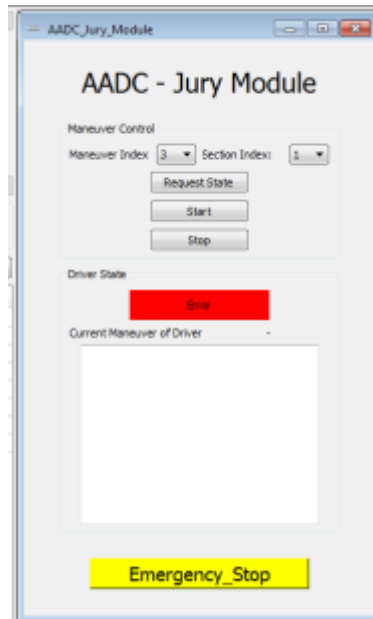 AADC_Jury_Module
AADC - Jury Module
Maneuver Control
Maneuver Index 3 Section Index: 1
Request State
Start
Stop
Driver State
Error
Current Maneuver of Driver -
Emergency_Stop